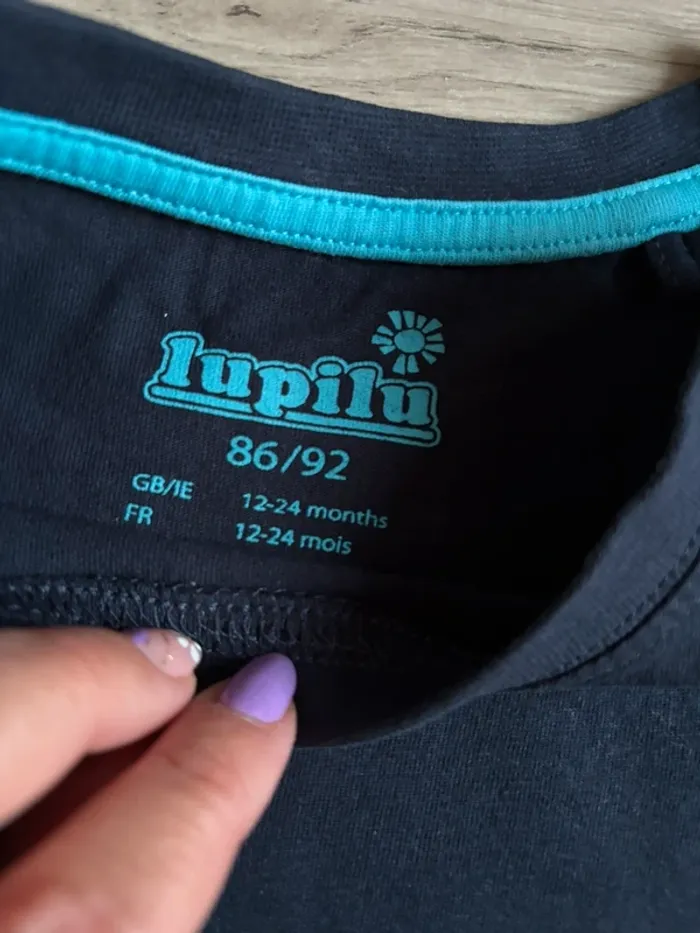 lupilu
86/92
GB/IE 12-24 months
FR 12-24 mois